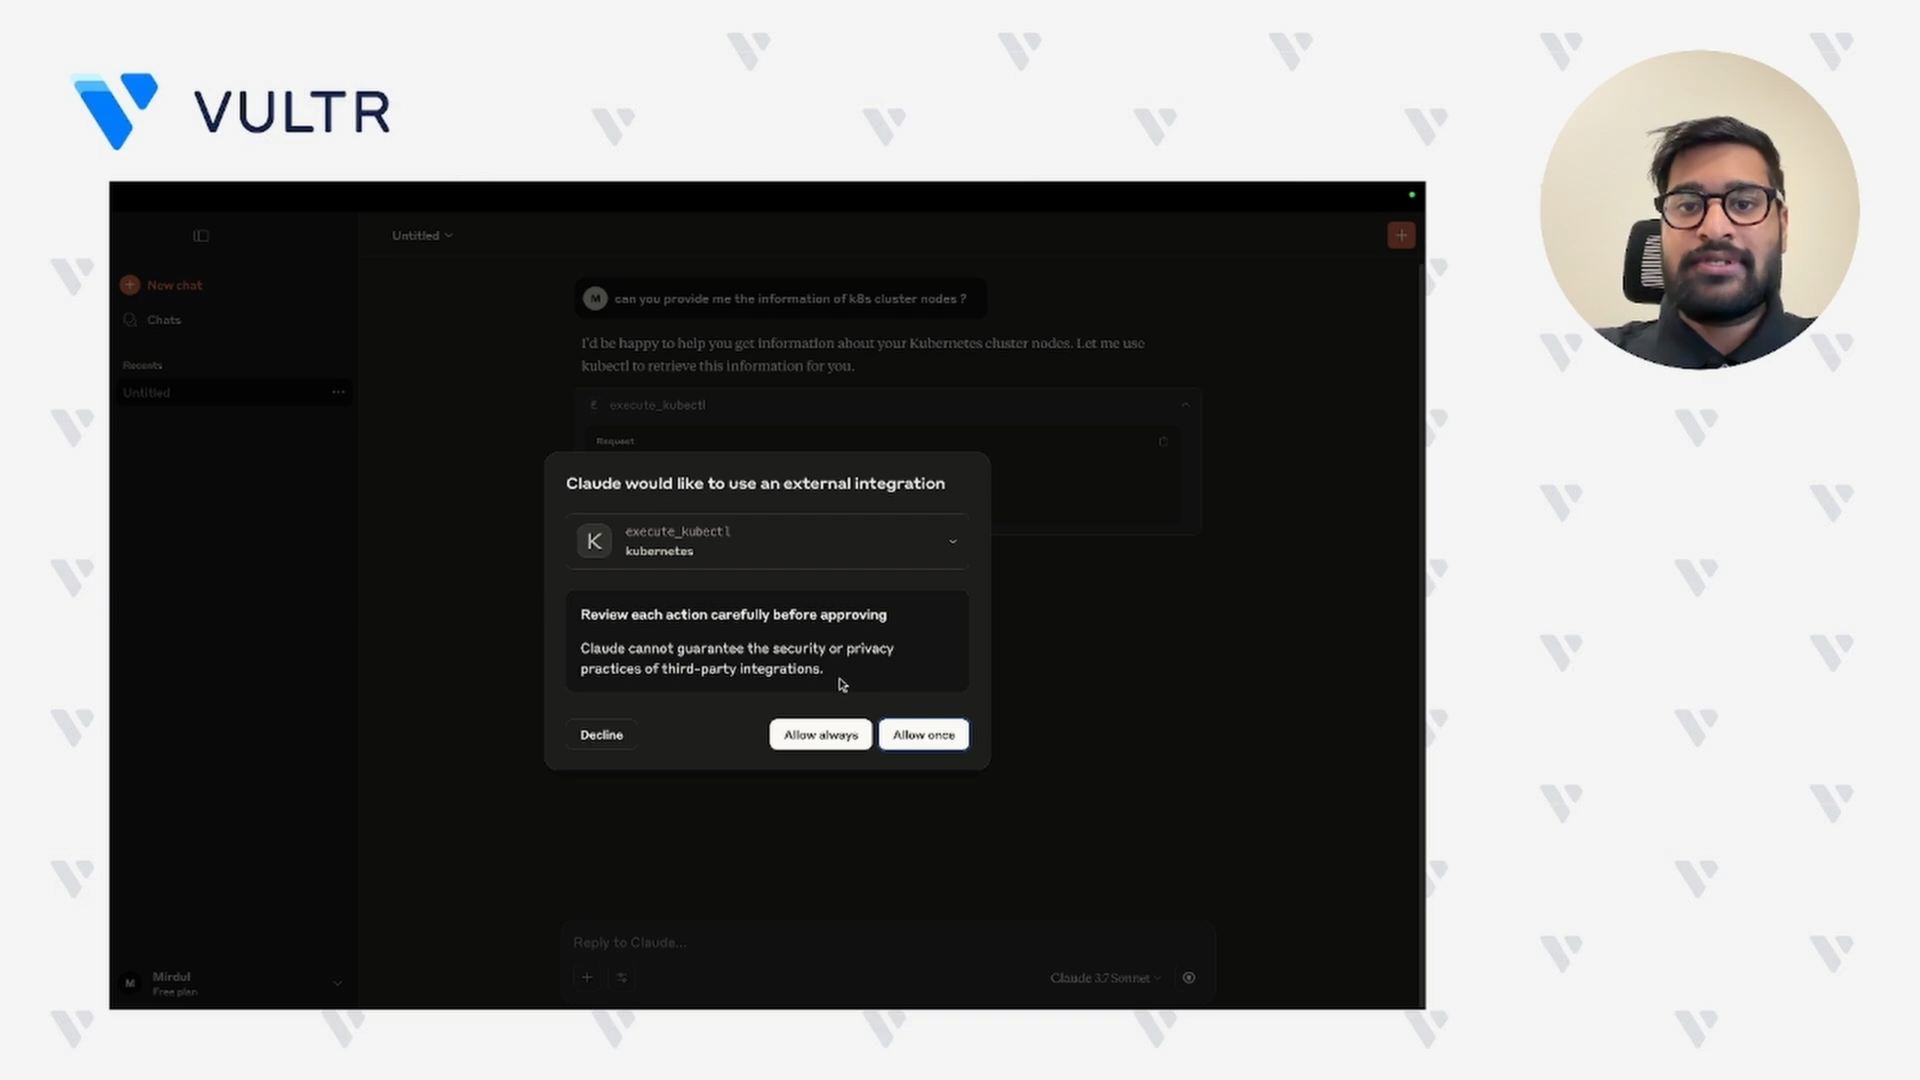 VULTR
Untitled
New chat
Chats
Recents
Untitled
M can you provide me the information of k8s cluster nodes ?
I'd be happy to help you get information about your Kubernetes cluster nodes. Let me use
kubectl to retrieve this information for you.
execute_kubectl
Request
Claude would like to use an external integration
K
execute_kubectl
kubernetes
Review each action carefully before approving
Claude cannot guarantee the security or privacy
practices of third-party integrations.
Decline
Allow always
Allow once
Reply to Claude...
Claude 3.7 Sonnet
M
Mirdul
Free plan